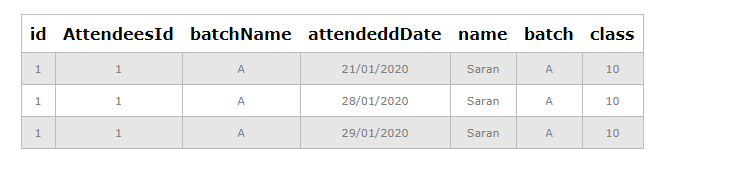 id AttendeesId batchName attendeddDate name batch class
1 1 A 21/01/2020 Saran A 10
1 1 A 28/01/2020 Saran A 10
1 1 A 29/01/2020 Saran A 10